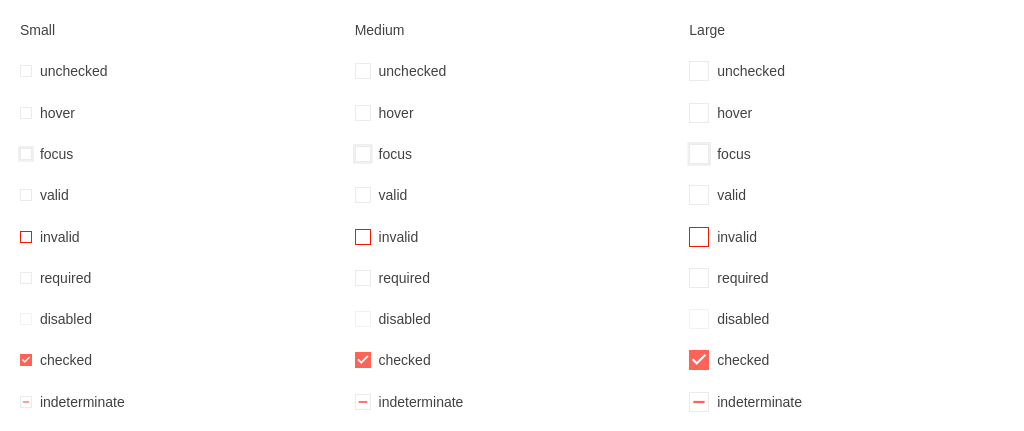 Small
unchecked
hover
focus
valid
invalid
required
disabled
checked
indeterminate
Medium
unchecked
hover
focus
valid
invalid
required
disabled
checked
indeterminate
Large
unchecked
hover
focus
valid
invalid
required
disabled
checked
indeterminate